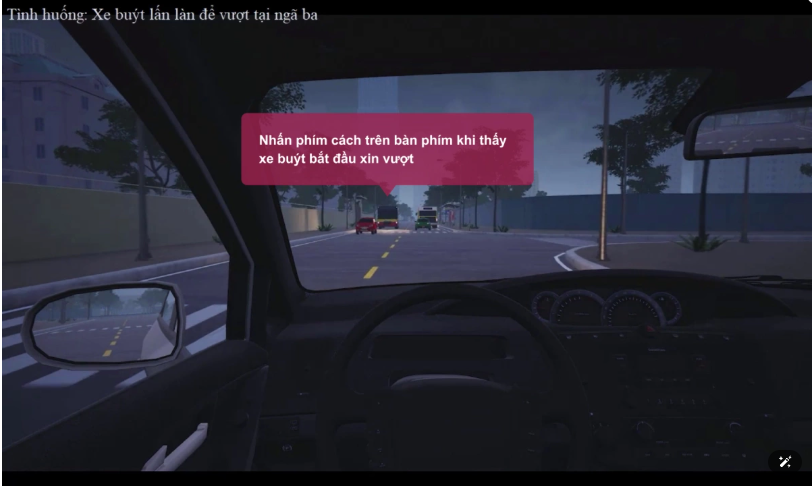 Tình huống: Xe buýt lấn làn để vượt tại ngã ba
Nhấn phím cách trên bàn phím khi thấy
xe buýt bắt đầu xin vượt